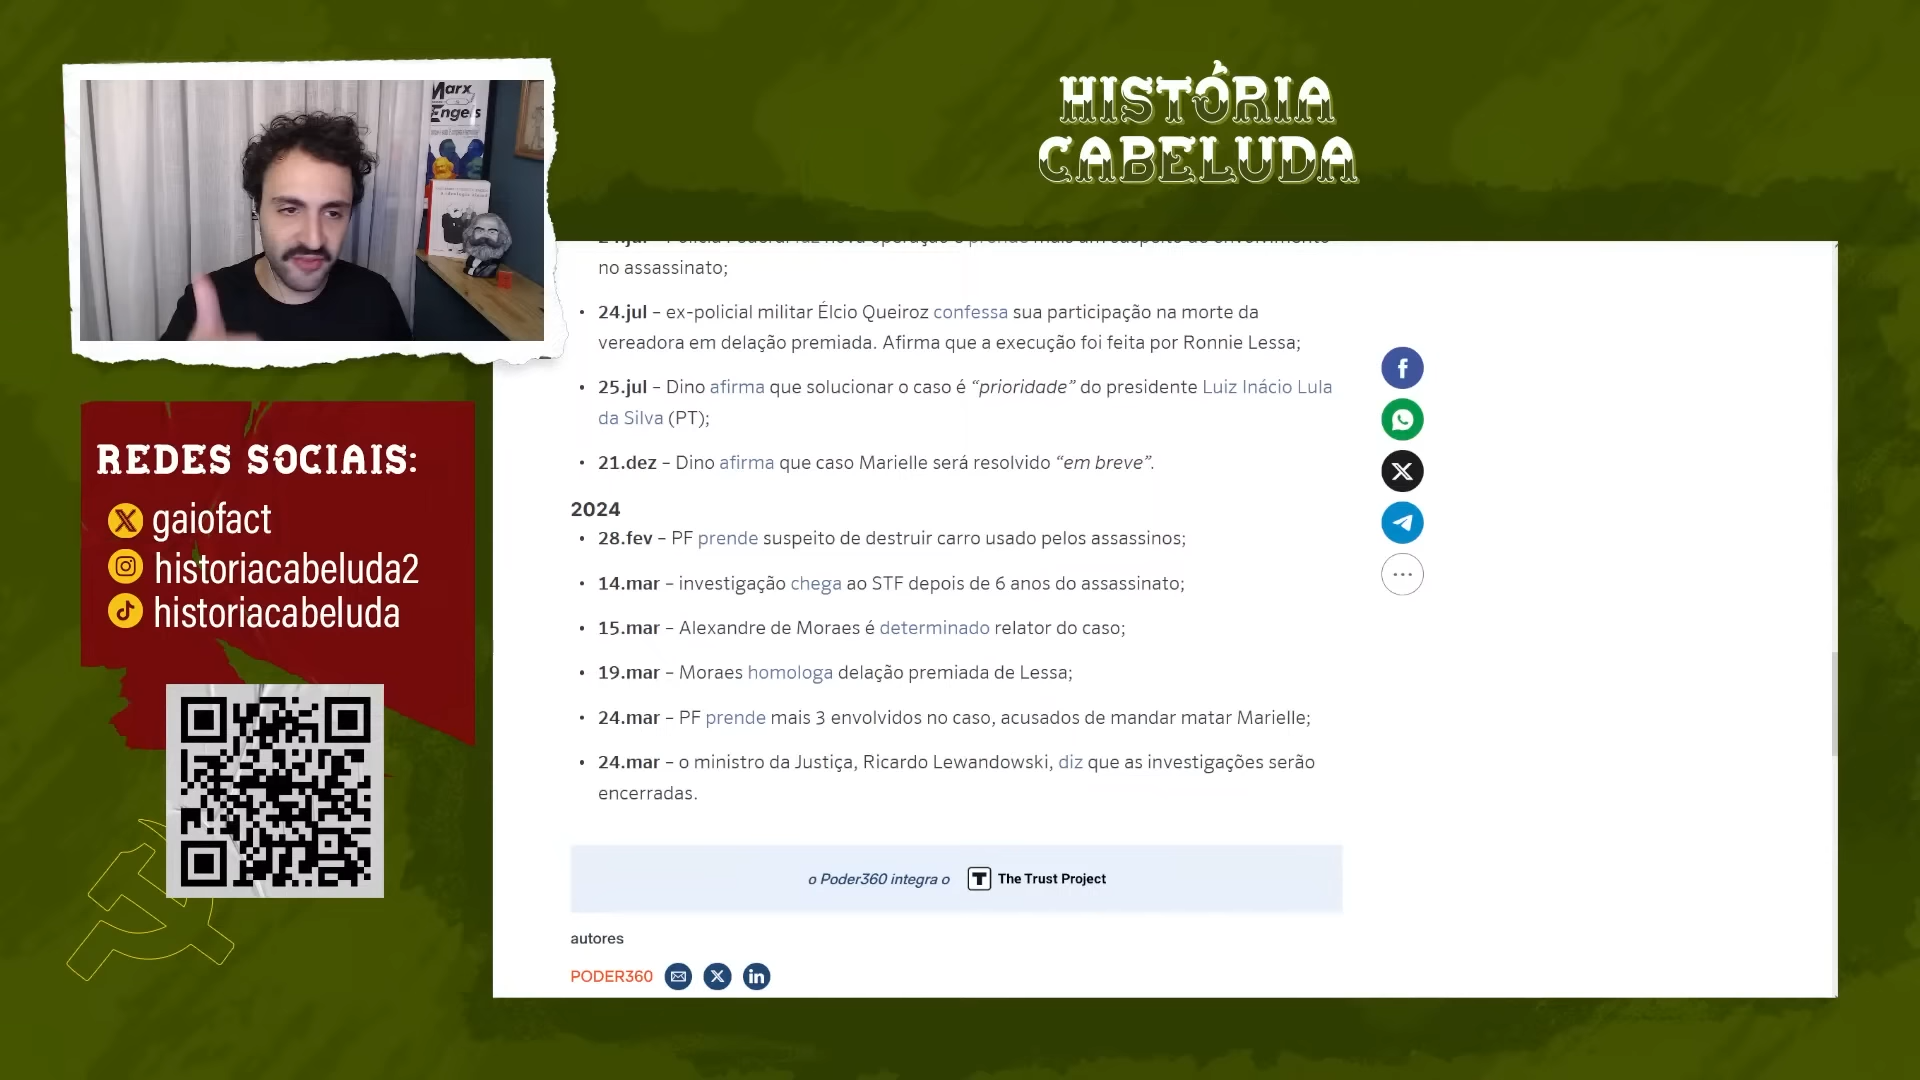 Marx
Engels
HISTÓRIA
CABELUDA
no assassinato;
• 24.jul – ex-policial militar Élcio Queiroz confessa sua participação na morte da
vereadora em delação premiada. Afirma que a execução foi feita por Ronnie Lessa;
• 25.jul – Dino afirma que solucionar o caso é “prioridade” do presidente Luiz Inácio Lula
da Silva (PT);
• 21.dez – Dino afirma que caso Marielle será resolvido “em breve”.
2024
• 28.fev – PF prende suspeito de destruir carro usado pelos assassinos;
• 14.mar – investigação chega ao STF depois de 6 anos do assassinato;
• 15.mar – Alexandre de Moraes é determinado relator do caso;
• 19.mar – Moraes homologa delação premiada de Lessa;
• 24.mar – PF prende mais 3 envolvidos no caso, acusados de mandar matar Marielle;
• 24.mar – o ministro da Justiça, Ricardo Lewandowski, diz que as investigações serão
encerradas.
o Poder360 integra o T The Trust Project
autores
PODER360
REDES SOCIAIS:
gaiofact
historiacabeluda2
historiacabeluda